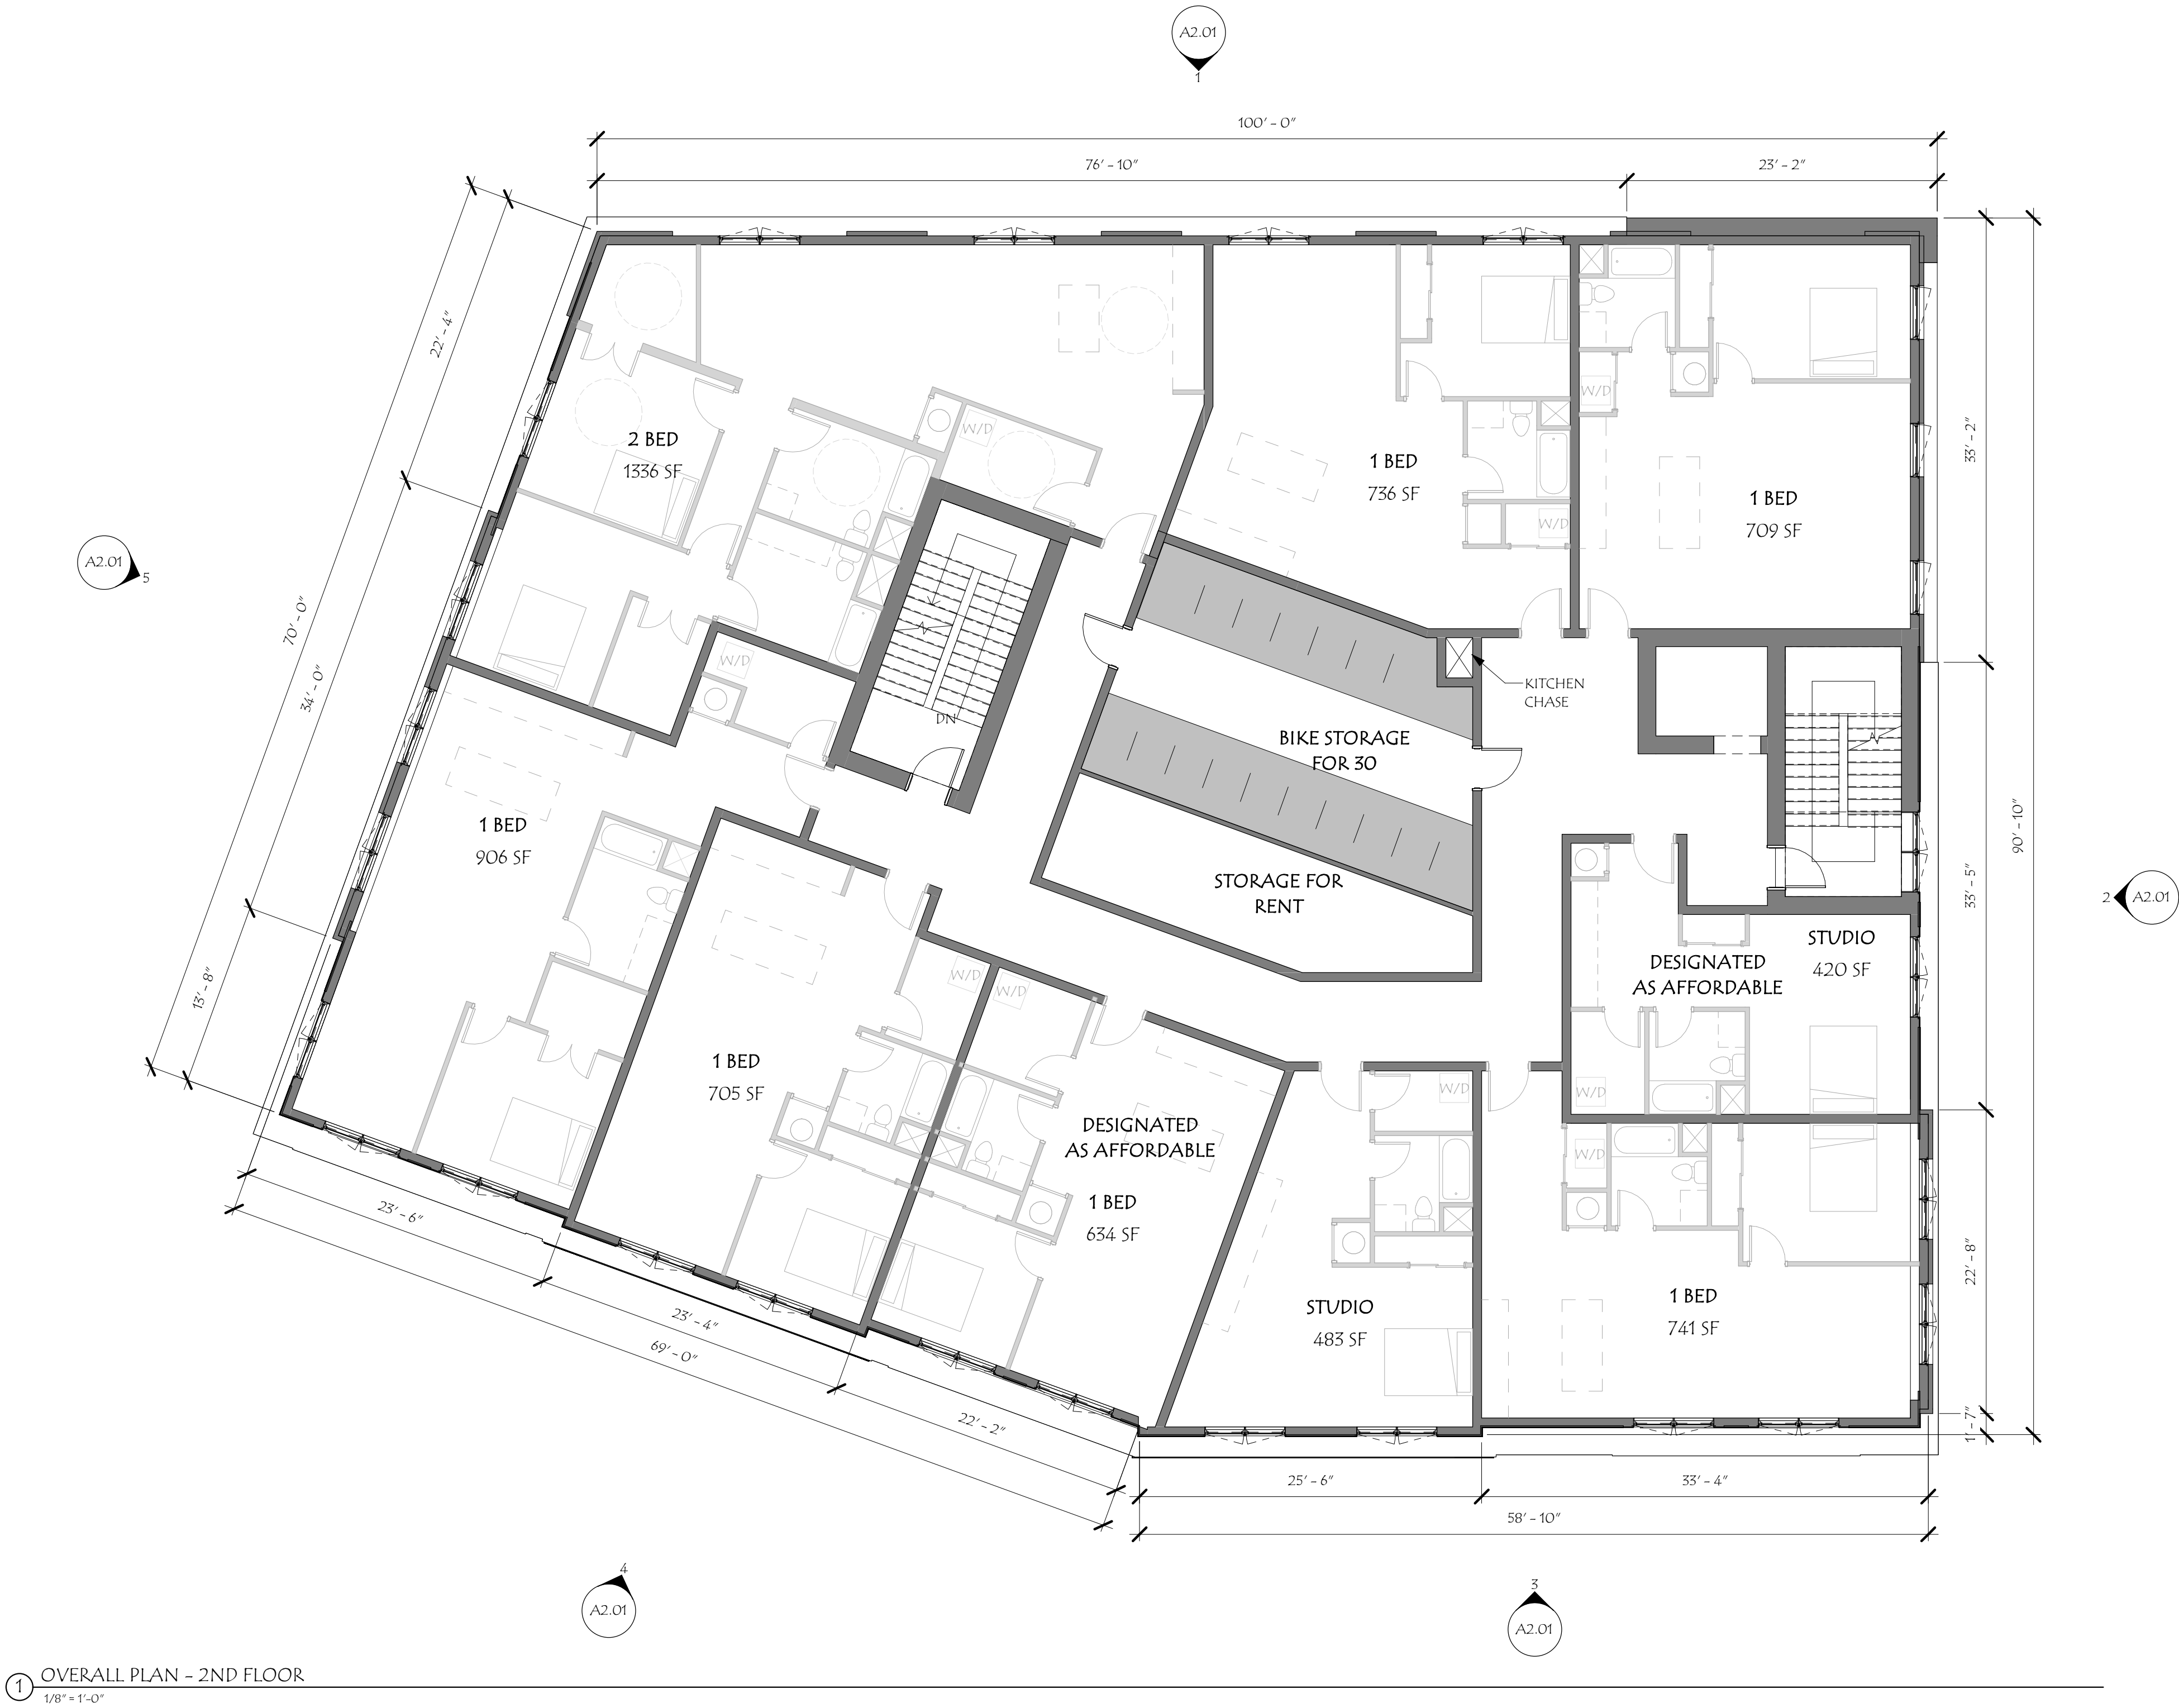 A2.01
1
100' - 0"
76' - 10"
23' - 2"
22' - 4"
70' - 0"
34' - 0"
13' - 8"
A2.01
5
33' - 2"
90' - 10"
33' - 5"
22' - 8"
1' - 7"
2
A2.01
2 BED
1336 SF
W/D
1 BED
736 SF
W/D
W/D
1 BED
709 SF
W/D
DN
KITCHEN
CHASE
BIKE STORAGE
FOR 30
STORAGE FOR
RENT
1 BED
906 SF
1 BED
705 SF
W/D
W/D
DESIGNATED
AS AFFORDABLE
1 BED
634 SF
STUDIO
420 SF
DESIGNATED
AS AFFORDABLE
W/D
W/D
STUDIO
483 SF
W/D
1 BED
741 SF
23' - 6"
23' - 4"
69' - 0"
22' - 2"
25' - 6"
33' - 4"
58' - 10"
4
A2.01
3
A2.01
1
OVERALL PLAN - 2ND FLOOR
1/8" = 1'-0"